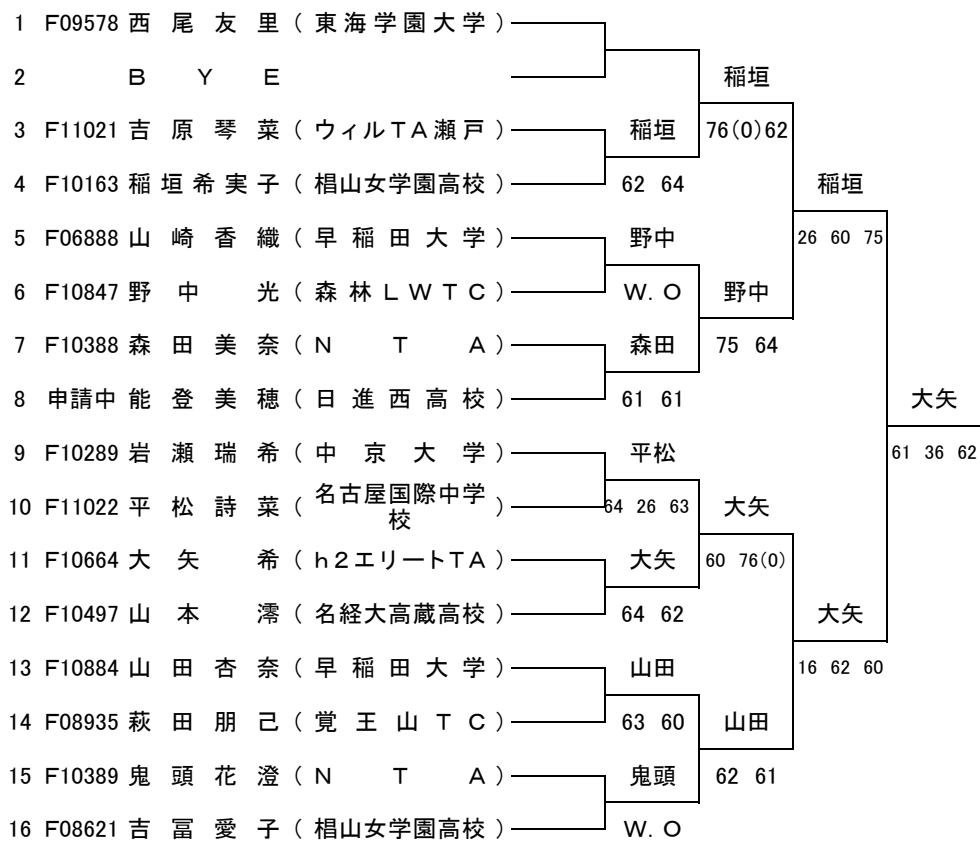 1 F09578 西尾友里 ( 東海学園大学 )
2 BYE
稲垣
3 F11021 吉原琴菜 ( ウィルTA瀬戸 ) 稲垣 76(0)62
4 F10163 稲垣希実子 ( 椙山女学園高校 ) 62 64 稲垣
5 F06888 山崎香織 ( 早稲田大学 ) 野中 26 60 75
6 F10847 野中光 ( 森林LWTC ) W.O 野中
7 F10388 森田美奈 ( NTA ) 森田 75 64
8 申請中 能登美穂 ( 日進西高校 ) 61 61 大矢
9 F10289 岩瀬瑞希 ( 中京大学 ) 平松 61 36 62
10 F11022 平松詩菜 ( 名古屋国際中学
校 ) 64 26 63 大矢
11 F10664 大矢希 ( h2エリートTA ) 大矢 60 76(0)
12 F10497 山本澪 ( 名経大高蔵高校 ) 64 62 大矢
13 F10884 山田杏奈 ( 早稲田大学 ) 山田 16 62 60
14 F08935 萩田朋己 ( 覚王山TC ) 63 60 山田
15 F10389 鬼頭花澄 ( NTA ) 鬼頭 62 61
16 F08621 吉冨愛子 ( 椙山女学園高校 ) W.O